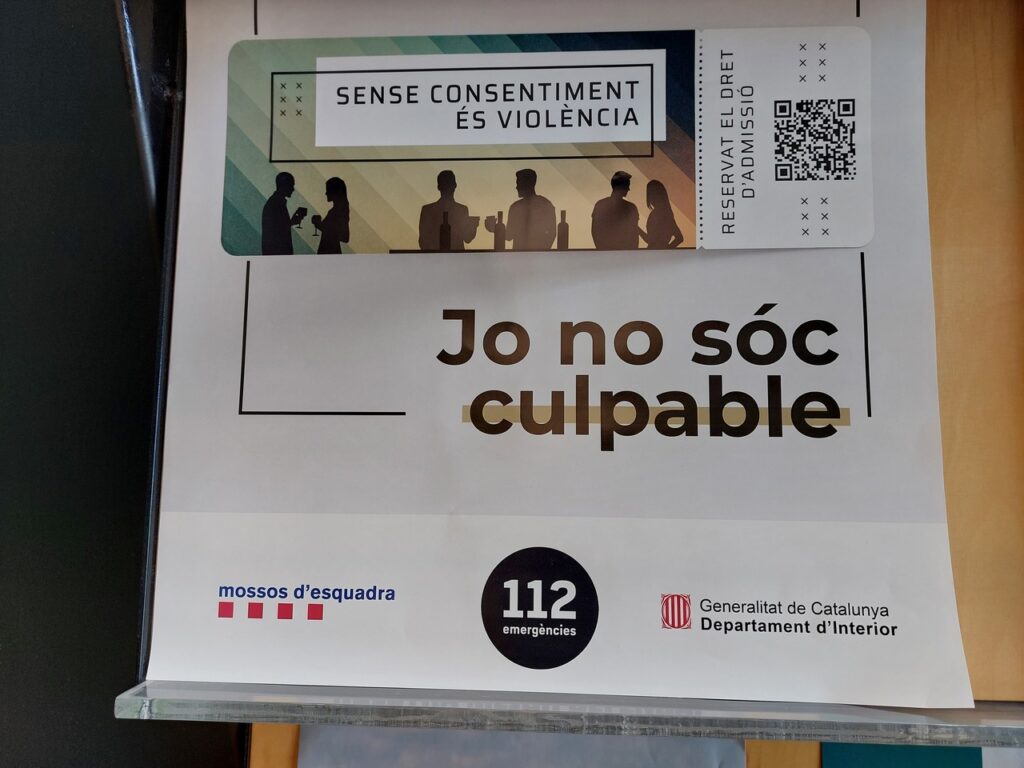 SENSE CONSENTIMENT
ÉS VIOLÈNCIA
RESERVAT EL DRET
D'ADMISSIÓ
Jo no sóc
culpable
mossos d'esquadra
112
emergències
Generalitat de Catalunya
Departament d'Interior